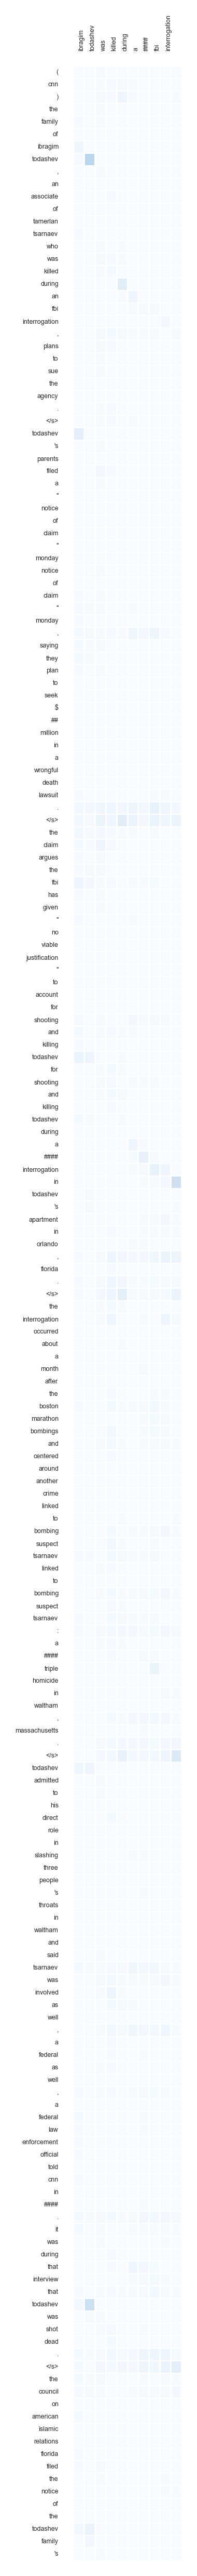 ibragim
todashev
was
killed
during
a
####
fbi
interrogation
(
cnn
)
the
family
of
ibragim
todashev
,
an
associate
of
tamerlan
tsarnaev
who
was
killed
during
an
fbi
interrogation
,
plans
to
sue
the
agency
.
</s>
todashev
's
parents
filed
a
"
notice
of
claim
"
monday
notice
of
claim
"
monday
,
saying
they
plan
to
seek
$
##
million
in
a
wrongful
death
lawsuit
.
</s>
the
claim
argues
the
fbi
has
given
"
no
viable
justification
"
to
account
for
shooting
and
killing
todashev
for
shooting
and
killing
todashev
during
a
####
interrogation
in
todashev
's
apartment
in
orlando
,
florida
.
</s>
the
interrogation
occurred
about
a
month
after
the
boston
marathon
bombings
and
centered
around
another
crime
linked
to
bombing
suspect
tsarnaev
linked
to
bombing
suspect
tsarnaev
:
a
####
triple
homicide
in
waltham
,
massachusetts
.
</s>
todashev
admitted
to
his
direct
role
in
slashing
three
people
's
throats
in
waltham
and
said
tsarnaev
was
involved
as
well
,
a
federal
as
well
,
a
federal
law
enforcement
official
told
cnn
in
####
.
it
was
during
that
interview
that
todashev
was
shot
dead
.
</s>
the
council
on
american
islamic
relations
florida
filed
the
notice
of
the
todashev
family
's